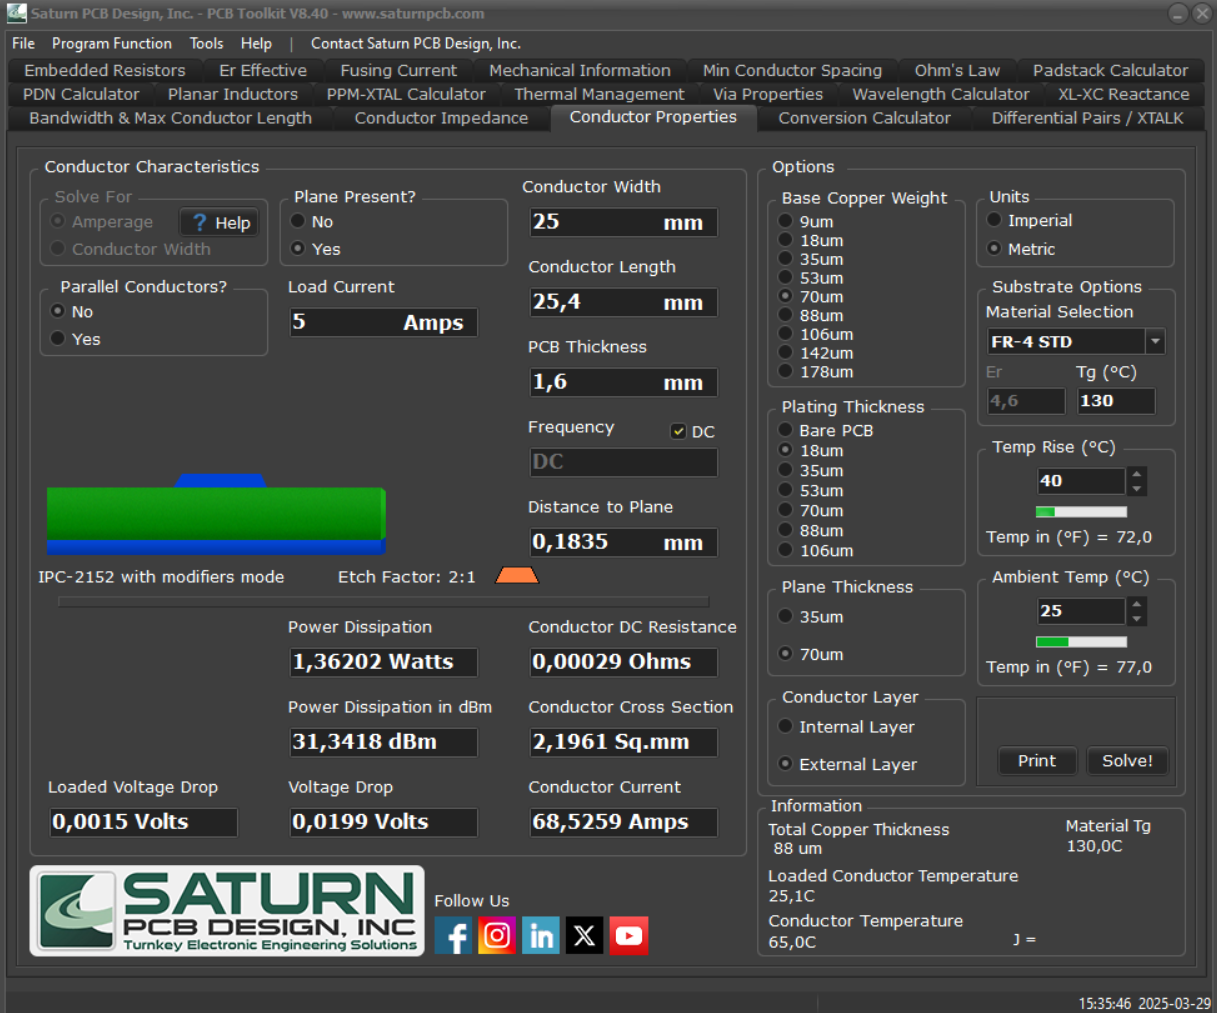 Saturn PCB Design, Inc. - PCB Toolkit V8.40 - www.saturnpcb.com
File Program Function Tools Help | Contact Saturn PCB Design, Inc.
Embedded Resistors Er Effective Fusing Current Mechanical Information Min Conductor Spacing Ohm's Law Padstack Calculator
PDN Calculator Planar Inductors PPM-XTAL Calculator Thermal Management Via Properties Wavelength Calculator XL-XC Reactance
Bandwidth & Max Conductor Length Conductor Impedance Conductor Properties Conversion Calculator Differential Pairs / XTALK
Conductor Characteristics
Solve For
Amperage
? Help
Conductor Width
Plane Present?
No
Yes
Parallel Conductors?
No
Yes
Load Current
5 Amps
Conductor Width
25 mm
Conductor Length
25,4 mm
PCB Thickness
1,6 mm
Frequency
DC
DC
Distance to Plane
0,1835 mm
IPC-2152 with modifiers mode
Etch Factor: 2:1
Power Dissipation
1,36202 Watts
Conductor DC Resistance
0,00029 Ohms
Power Dissipation in dBm
31,3418 dBm
Conductor Cross Section
2,1961 Sq.mm
Loaded Voltage Drop
0,0015 Volts
Voltage Drop
0,0199 Volts
Conductor Current
68,5259 Amps
Options
Base Copper Weight
9um
18um
35um
53um
70um
88um
106um
142um
178um
Plating Thickness
Bare PCB
18um
35um
53um
70um
88um
106um
Plane Thickness
35um
70um
Conductor Layer
Internal Layer
External Layer
Units
Imperial
Metric
Substrate Options
Material Selection
FR-4 STD
Er
Tg (°C)
4,6
130
Temp Rise (°C)
40
Temp in (°F) = 72,0
Ambient Temp (°C)
25
Temp in (°F) = 77,0
Print
Solve!
Information
Total Copper Thickness
88 um
Material Tg
130,0C
Loaded Conductor Temperature
25,1C
Conductor Temperature
65,0C
J =
SATURN
PCB DESIGN, INC
Turnkey Electronic Engineering Solutions
Follow Us
f
in
X
15:35:46 2025-03-29